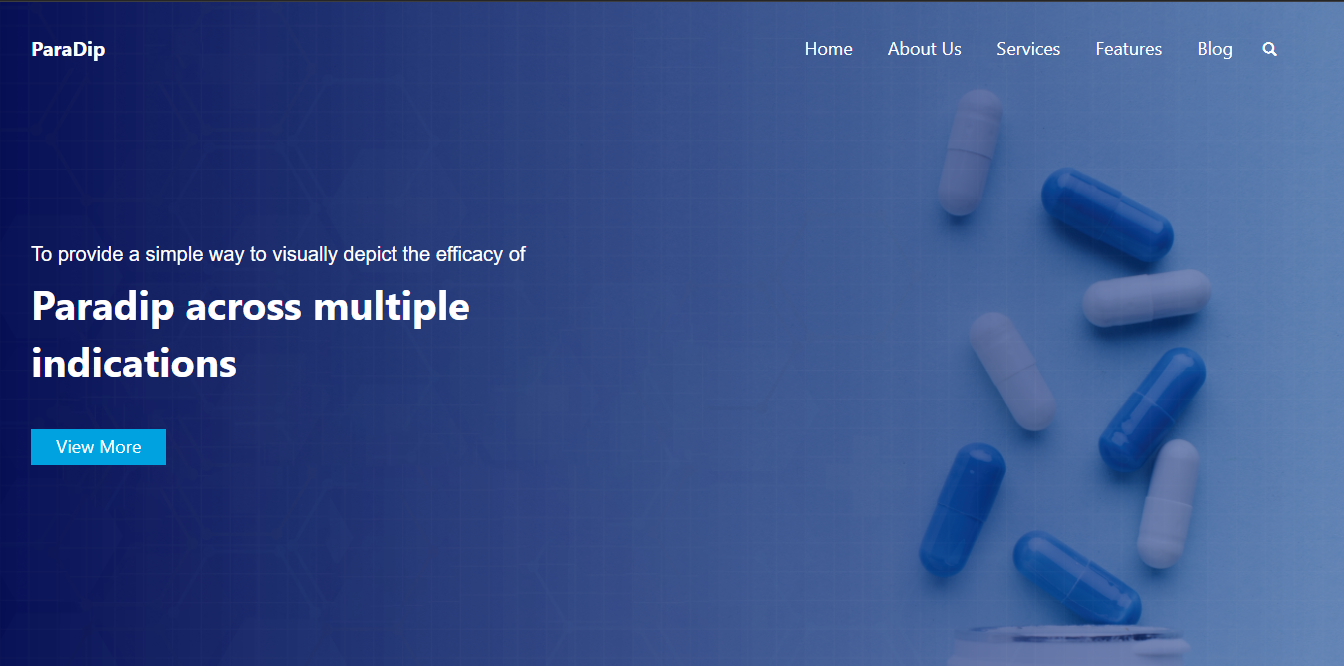 ParaDip
Home About Us Services Features Blog
To provide a simple way to visually depict the efficacy of
Paradip across multiple
indications
View More